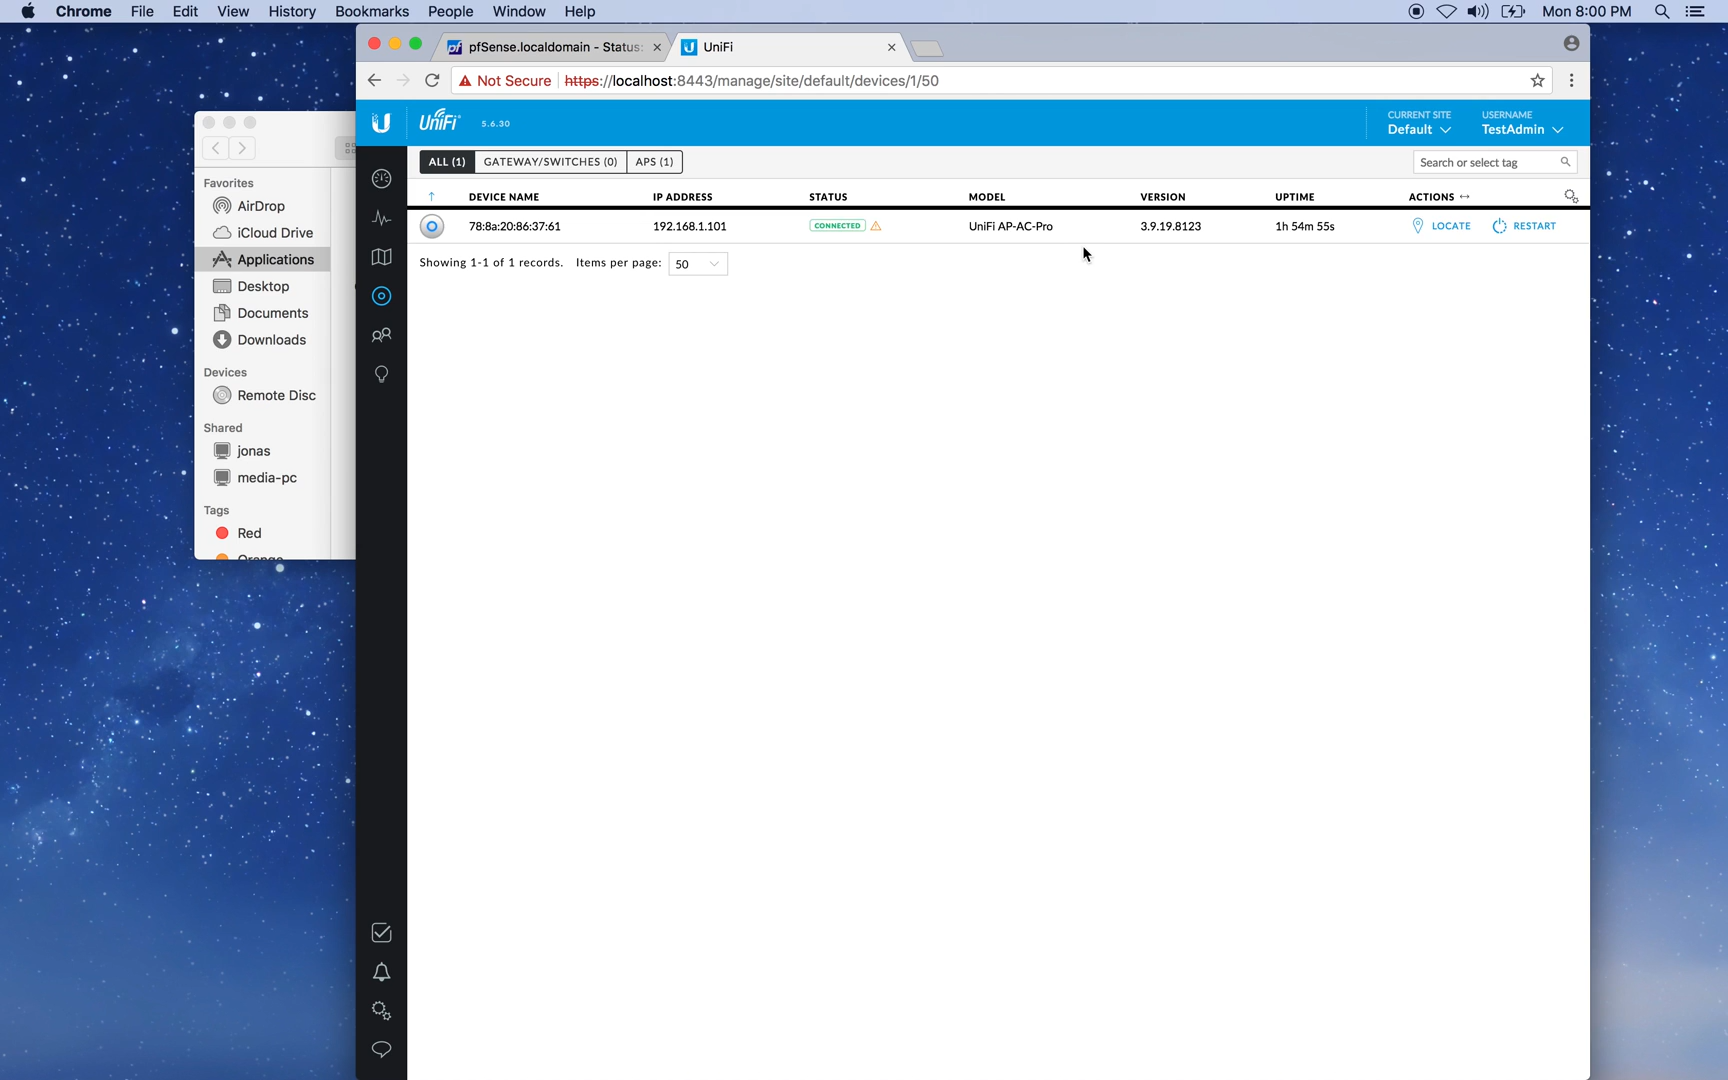 Chrome File Edit View History Bookmarks People Window Help Mon 8:00 PM
pfSense.localdomain - Status: UniFi
Not Secure https://localhost:8443/manage/site/default/devices/1/50
UniFi 5.6.30 CURRENT SITE USERNAME
Default TestAdmin
ALL (1) GATEWAY/SWITCHES (0) APS (1) Search or select tag
DEVICE NAME IP ADDRESS STATUS MODEL VERSION UPTIME ACTIONS
78:8a:20:86:37:61 192.168.1.101 CONNECTED UniFi AP-AC-Pro 3.9.19.8123 1h 54m 55s LOCATE RESTART
Showing 1-1 of 1 records. Items per page: 50
Favorites
AirDrop
iCloud Drive
Applications
Desktop
Documents
Downloads
Devices
Remote Disc
Shared
jonas
media-pc
Tags
Red
Orange